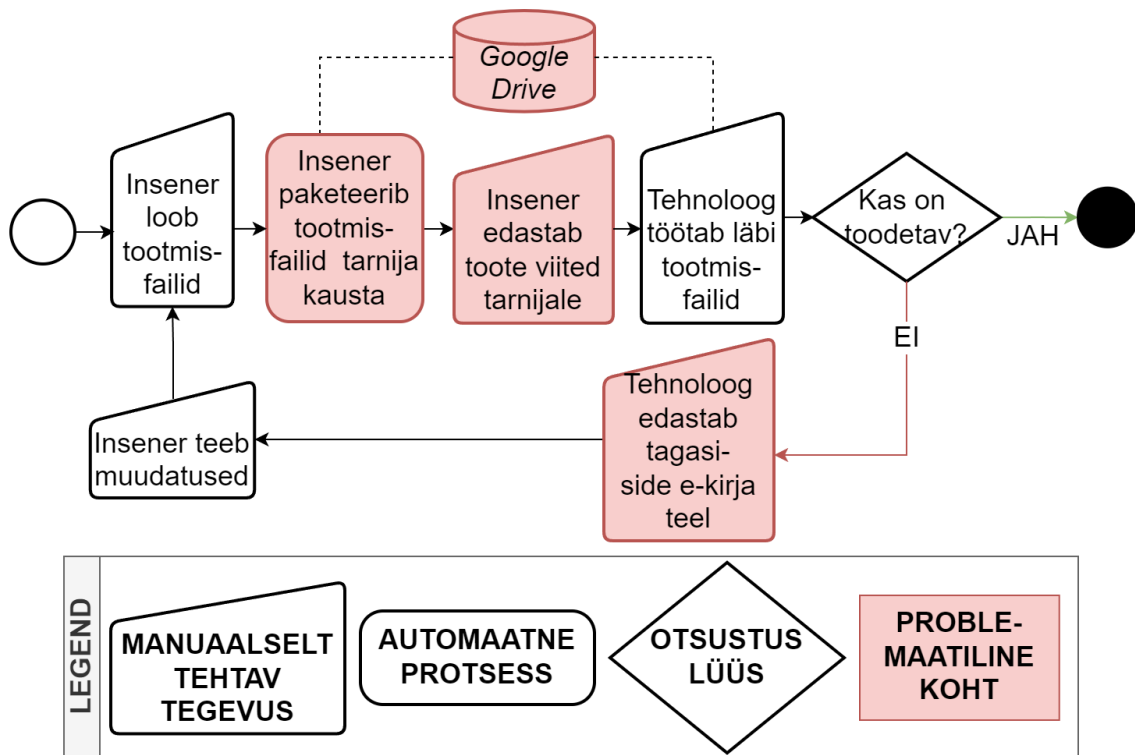 Google
Drive
Insener
loob
tootmis-
failid
Insener
paketeerib
tootmis-
failid tarnija
kausta
Insener
edastab
toote viited
tarnijale
Tehnoloog
töötab läbi
tootmis-
failid
Kas on
toodetav?
JAH
EI
Tehnoloog
edastab
tagasi-
side e-kirja
teel
Insener teeb
muudatused
LEGEND
MANUAALSELT
TEHTAV
TEGEVUS
AUTOMAATNE
PROTSESS
OTSUSTUS
LÜÜS
PROBLE-
MAATILINE
KOHT